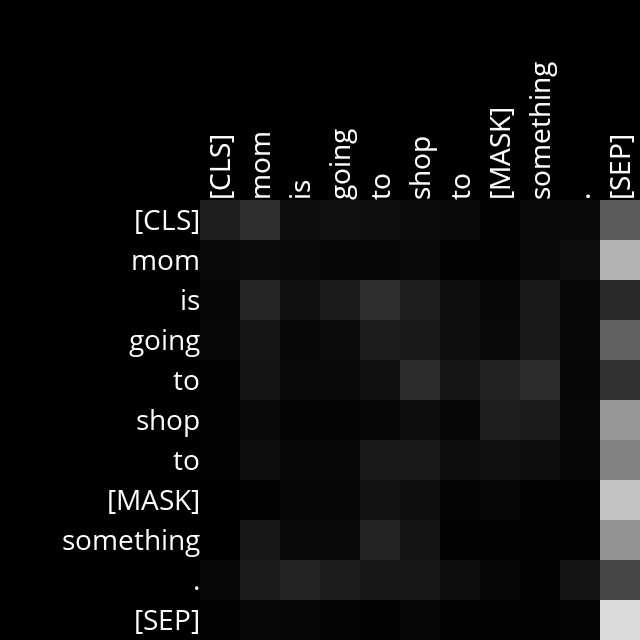 [CLS] mom is going to shop to [MASK] something . [SEP]
[CLS]
mom
is
going
to
shop
to
[MASK]
something
.
[SEP]